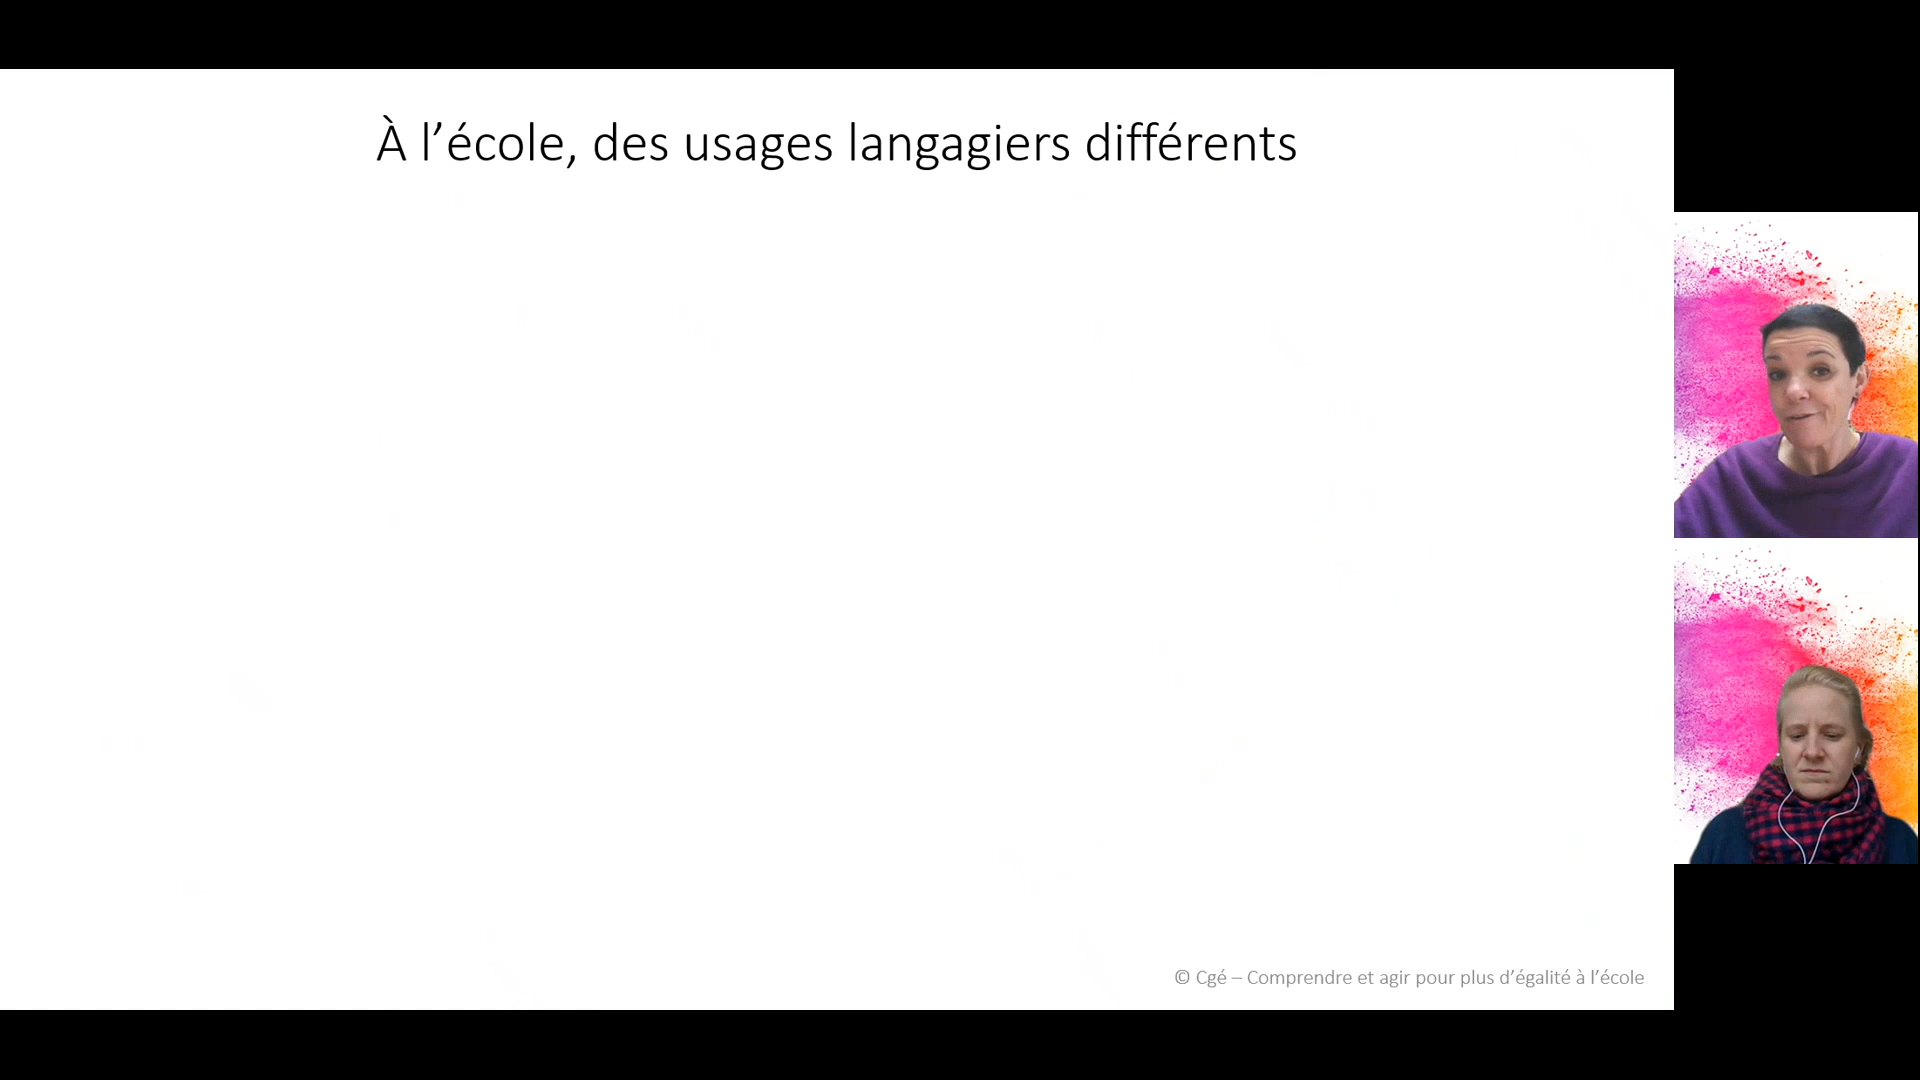 À l’école, des usages langagiers différents
© Cgé – Comprendre et agir pour plus d’égalité à l’école